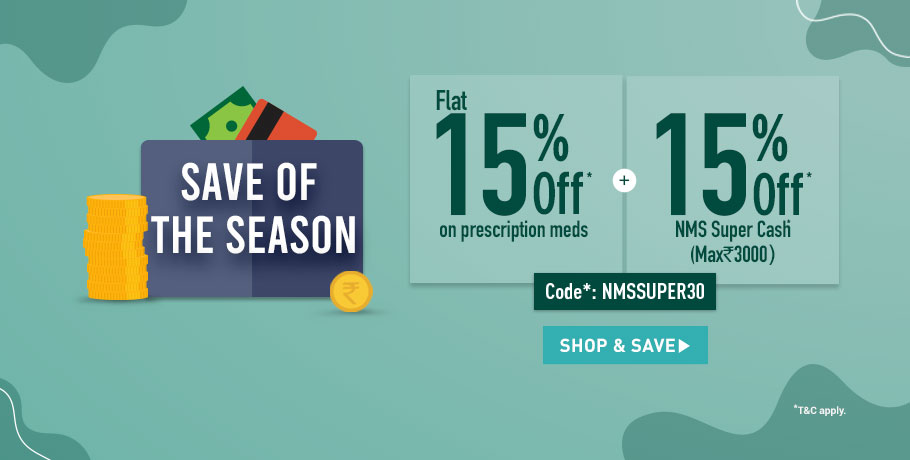 SAVE OF
THE SEASON
₹
Flat
15% Off*
on prescription meds
+
15% Off*
NMS Super Cash
(Max₹3000)
Code*: NMSSUPER30
SHOP & SAVE▶
*T&C apply.